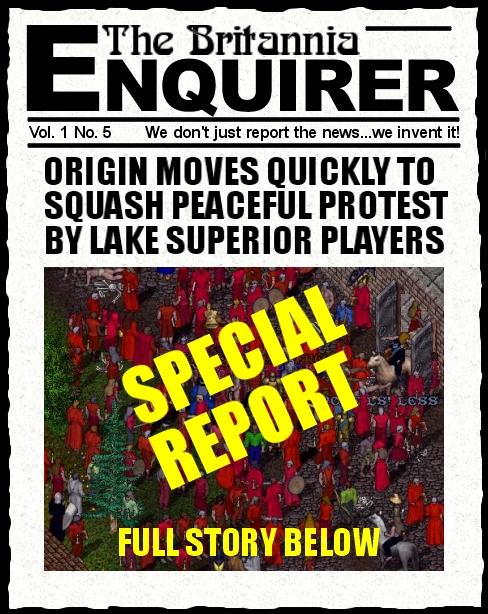 The Britannia
ENQUIRER
Vol. 1 No. 5 We don't just report the news...we invent it!
ORIGIN MOVES QUICKLY TO
SQUASH PEACEFUL PROTEST
BY LAKE SUPERIOR PLAYERS
SPECIAL
REPORT
FULL STORY BELOW